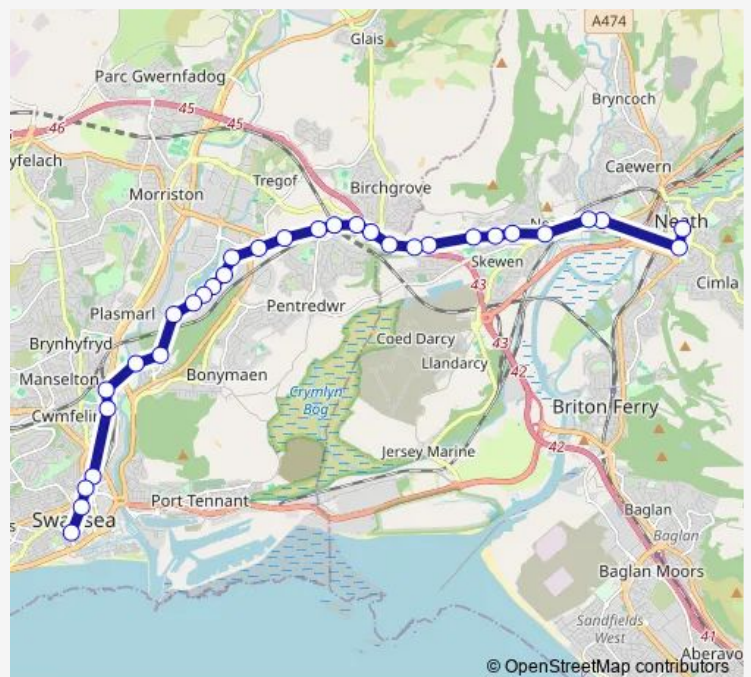 Glais
A474
Parc Gwernfadog
45
45
46
Bryncoch
yfelach
Caewern
Tregof
Birchgrove
Morriston
Neath
Skewen
Cimla
43
Plasmarl
Pentredwr
Brynhyfryd
Coed Darcy
43
Manselton
Bonymaen
Llandarcy
42
Crymlyn
Bog
Cwmfelin
Briton Ferry
42
Jersey Marine
Port Tennant
Swansea
Baglan
Baglan
Baglan Moors
Sandfields
West
41
Aberavo
© OpenStreetMap contributors